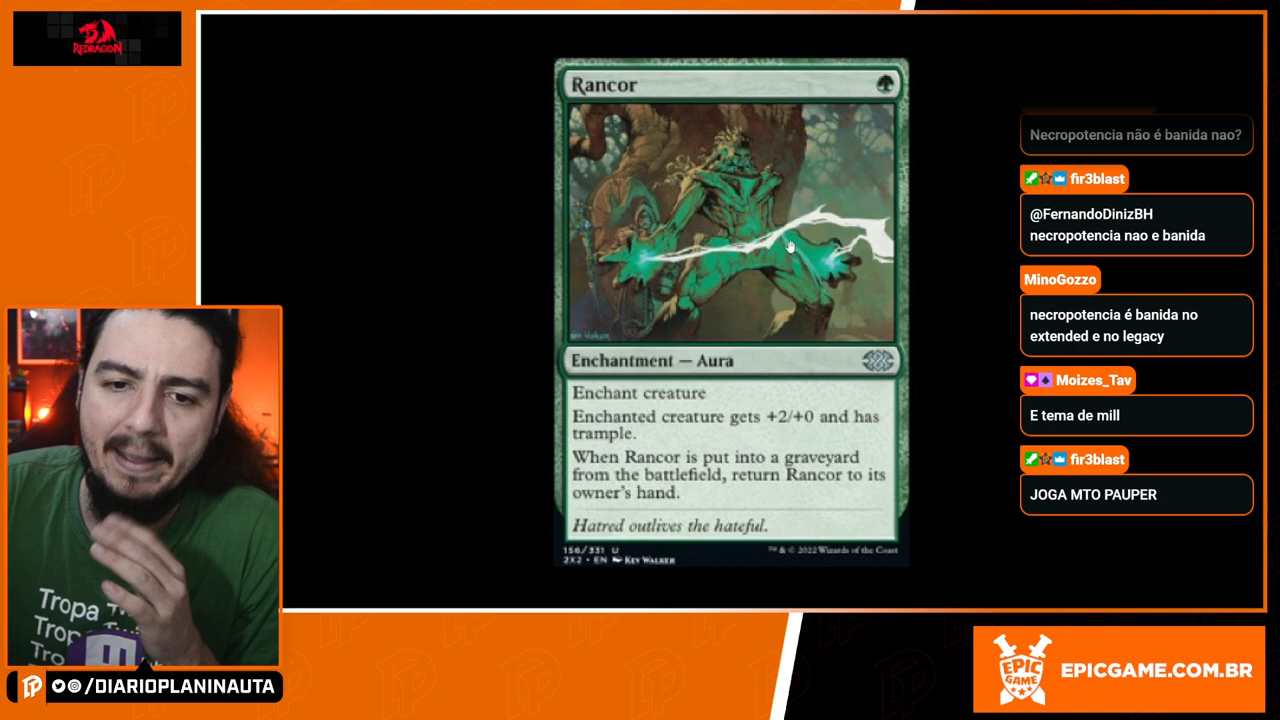 REDRAGON
Rancor
Enchantment — Aura
Enchant creature
Enchanted creature gets +2/+0 and has
trample.
When Rancor is put into a graveyard
from the battlefield, return Rancor to its
owner's hand.
Hatred outlives the hateful.
156/331 U
2X2 • EN Kev Walker
™ & © 2022 Wizards of the Coast
Necropotencia não é banida nao?
fir3blast
@FernandoDinizBH
necropotencia nao e banida
MinoGozzo
necropotencia é banida no
extended e no legacy
Moizes_Tav
E tema de mill
fir3blast
JOGA MTO PAUPER
Tropa
Trop
Tro
/DIARIOPLANINAUTA
EPIC
GAME
EPICGAME.COM.BR